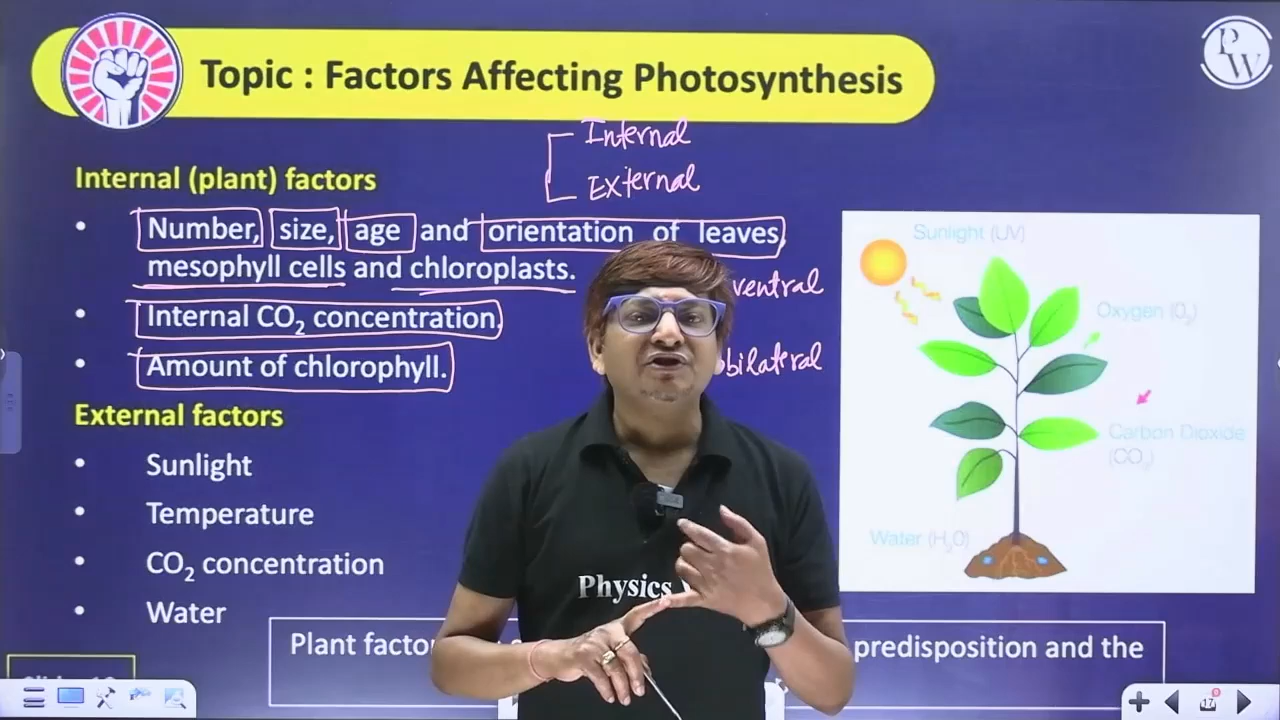 Topic : Factors Affecting Photosynthesis
PW
Internal
External
Internal (plant) factors
• Number, size, age and orientation of leaves,
mesophyll cells and chloroplasts.
ventral
• Internal CO₂ concentration.
• Amount of chlorophyll.
bilateral
External factors
• Sunlight
• Temperature
• CO₂ concentration
• Water
Sunlight (UV)
Oxygen (O₂)
Carbon Dioxide
(CO₂)
Water (H₂O)
Physics
Plant predisposition and the
17